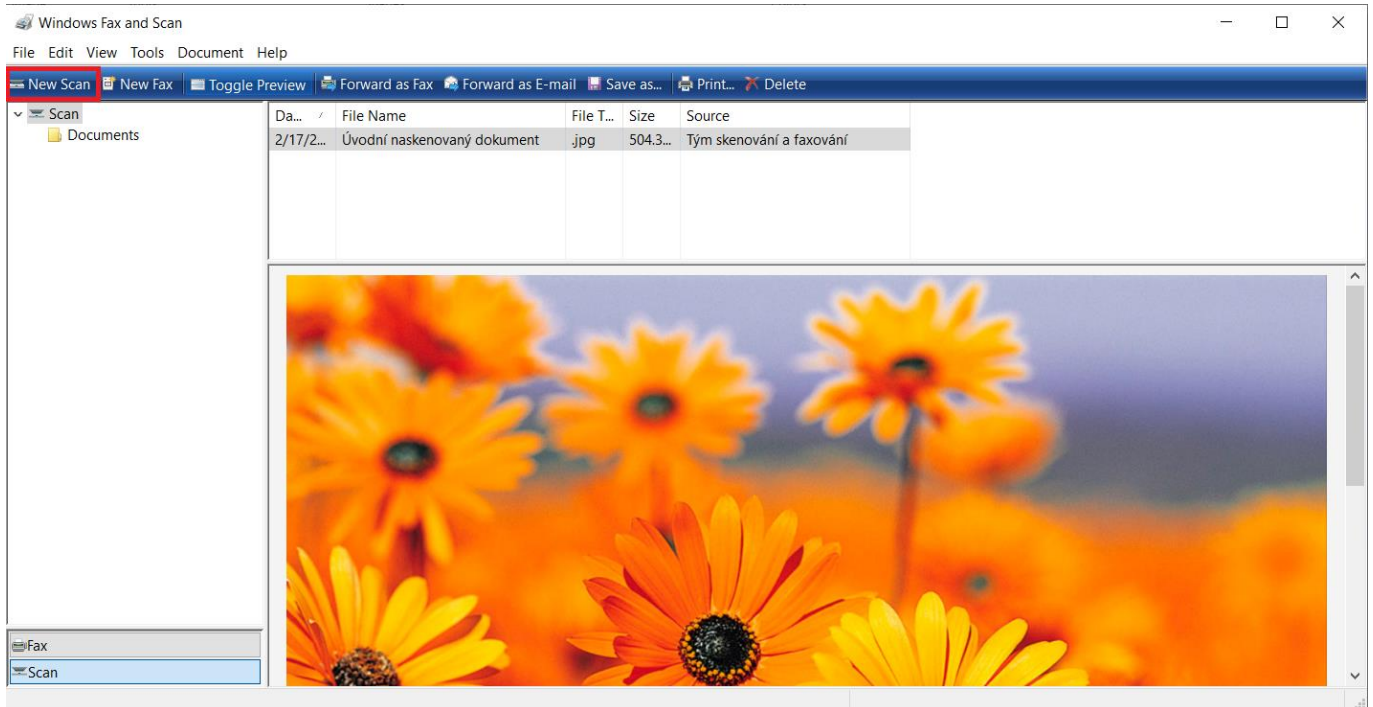 Windows Fax and Scan
File Edit View Tools Document Help
New Scan New Fax Toggle Preview Forward as Fax Forward as E-mail Save as... Print... Delete
Scan
Documents
Da... File Name File T... Size Source
2/17/2... Úvodní naskenovaný dokument .jpg 504.3... Tým skenování a faxování
Fax
Scan